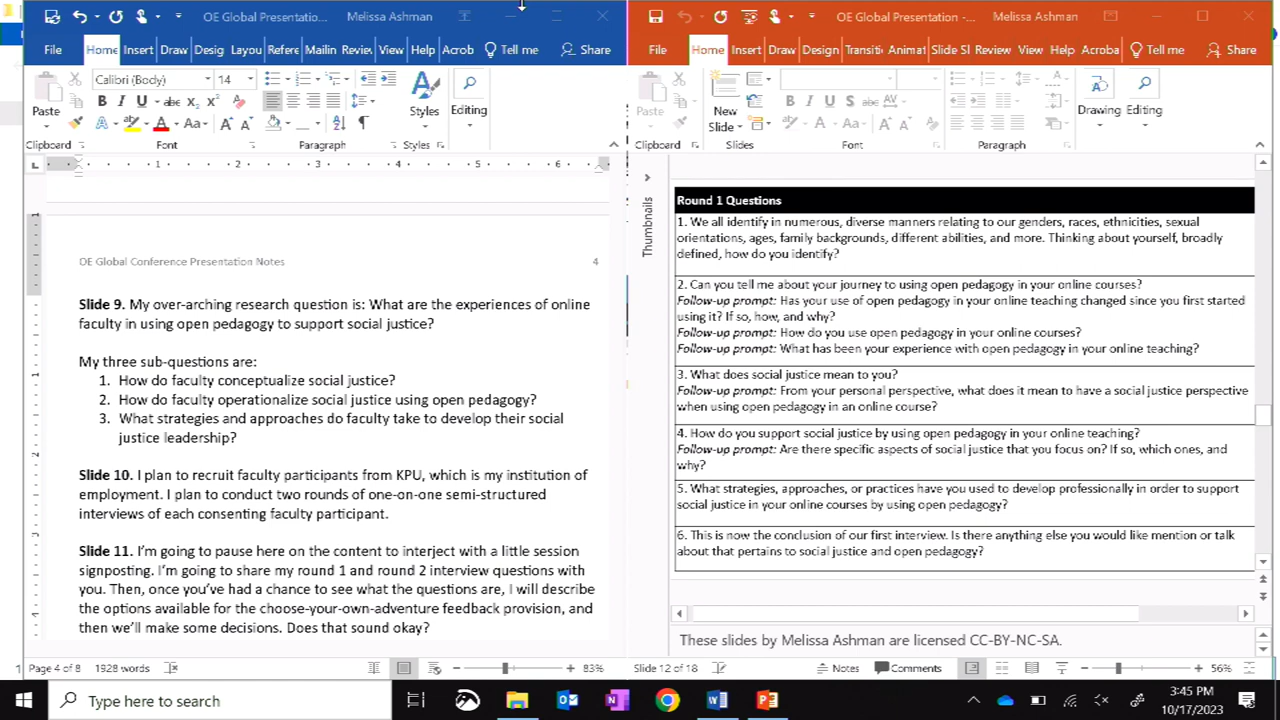 OE Global Presentatio...
Melissa Ashman
File
Home
Insert
Draw
Desig
Layou
Refere
Mailin
Review
View
Help
Acrob
Tell me
Share
Calibri (Body)
14
Paste
Styles
Editing
Clipboard
Font
Paragraph
Styles
OE Global Conference Presentation Notes
4
Slide 9. My over-arching research question is: What are the experiences of online
faculty in using open pedagogy to support social justice?
My three sub-questions are:
1. How do faculty conceptualize social justice?
2. How do faculty operationalize social justice using open pedagogy?
3. What strategies and approaches do faculty take to develop their social
justice leadership?
Slide 10. I plan to recruit faculty participants from KPU, which is my institution of
employment. I plan to conduct two rounds of one-on-one semi-structured
interviews of each consenting faculty participant.
Slide 11. I'm going to pause here on the content to interject with a little session
signposting. I'm going to share my round 1 and round 2 interview questions with
you. Then, once you've had a chance to see what the questions are, I will describe
the options available for the choose-your-own-adventure feedback provision, and
then we'll make some decisions. Does that sound okay?
Page 4 of 8
1928 words
83%
OE Global Presentation -...
Melissa Ashman
File
Home
Insert
Draw
Design
Transiti
Animat
Slide Sl
Review
View
Help
Acroba
Tell me
Share
Paste
New
Slide
Drawing
Editing
Clipboard
Slides
Font
Paragraph
Thumbnails
Round 1 Questions
1. We all identify in numerous, diverse manners relating to our genders, races, ethnicities, sexual
orientations, ages, family backgrounds, different abilities, and more. Thinking about yourself, broadly
defined, how do you identify?
2. Can you tell me about your journey to using open pedagogy in your online courses?
Follow-up prompt: Has your use of open pedagogy in your online teaching changed since you first started
using it? If so, how, and why?
Follow-up prompt: How do you use open pedagogy in your online courses?
Follow-up prompt: What has been your experience with open pedagogy in your online teaching?
3. What does social justice mean to you?
Follow-up prompt: From your personal perspective, what does it mean to have a social justice perspective
when using open pedagogy in an online course?
4. How do you support social justice by using open pedagogy in your online teaching?
Follow-up prompt: Are there specific aspects of social justice that you focus on? If so, which ones, and
why?
5. What strategies, approaches, or practices have you used to develop professionally in order to support
social justice in your online courses by using open pedagogy?
6. This is now the conclusion of our first interview. Is there anything else you would like mention or talk
about that pertains to social justice and open pedagogy?
These slides by Melissa Ashman are licensed CC-BY-NC-SA.
Slide 12 of 18
Notes
Comments
56%
Type here to search
3:45 PM
10/17/2023